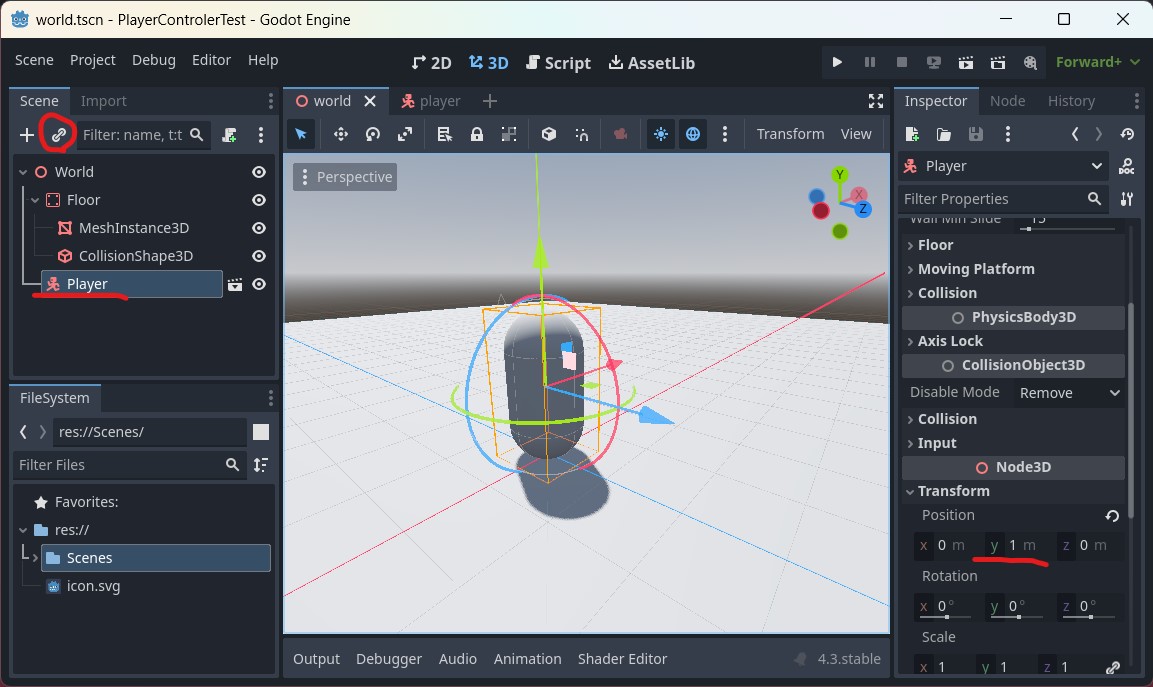 world.tscn - PlayerControlerTest - Godot Engine
Scene Project Debug Editor Help
2D 3D Script AssetLib
Forward+
Scene Import
Filter: name, t:t
World
Floor
MeshInstance3D
CollisionShape3D
Player
FileSystem
res://Scenes/
Filter Files
Favorites:
res://
Scenes
icon.svg
world player
Transform View
Perspective
Y
X
Z
Output Debugger Audio Animation Shader Editor 4.3.stable
Inspector Node History
Player
DOC
Filter Properties
Wall Min Slide 15
Floor
Moving Platform
Collision
PhysicsBody3D
Axis Lock
CollisionObject3D
Disable Mode Remove
Collision
Input
Node3D
Transform
Position
x 0 m y 1 m z 0 m
Rotation
x 0° y 0° z 0°
Scale
x 1 y 1 z 1